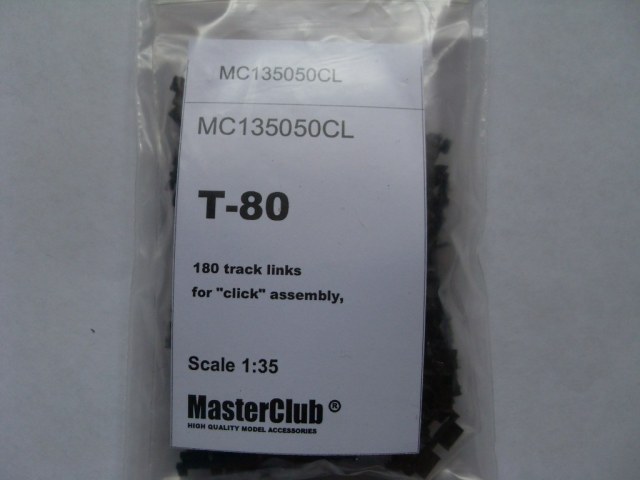 MC135050CL
MC135050CL
T-80
180 track links
for "click" assembly,
Scale 1:35
MasterClub ®
HIGH QUALITY MODEL ACCESSORIES